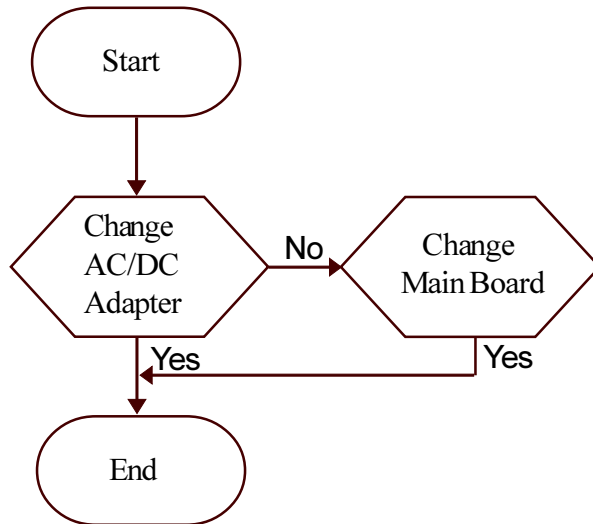 Start
Change
AC/DC
Adapter
No
Change
Main Board
Yes
Yes
End